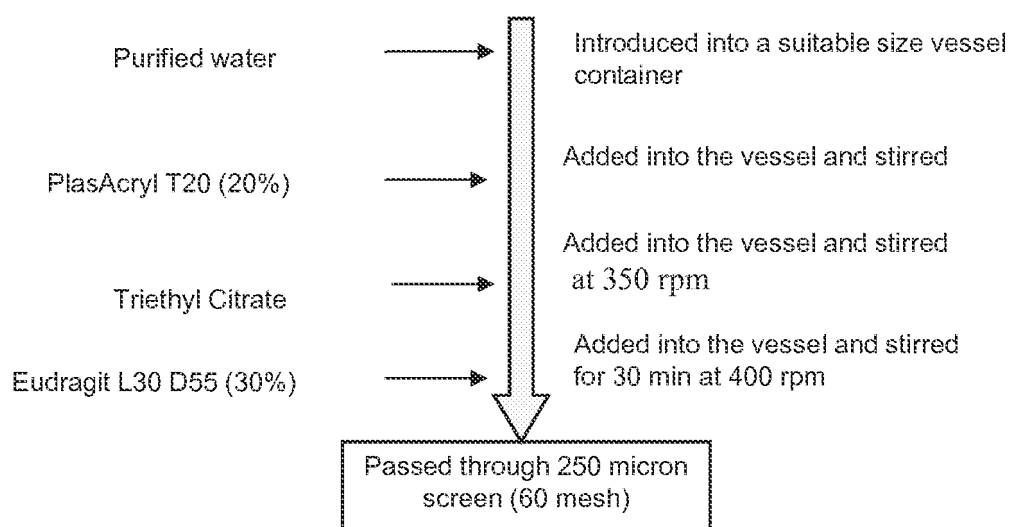 Purified water
Introduced into a suitable size vessel
container
PlasAcryl T20 (20%)
Added into the vessel and stirred
Triethyl Citrate
Added into the vessel and stirred
at 350 rpm
Eudragit L30 D55 (30%)
Added into the vessel and stirred
for 30 min at 400 rpm
Passed through 250 micron
screen (60 mesh)